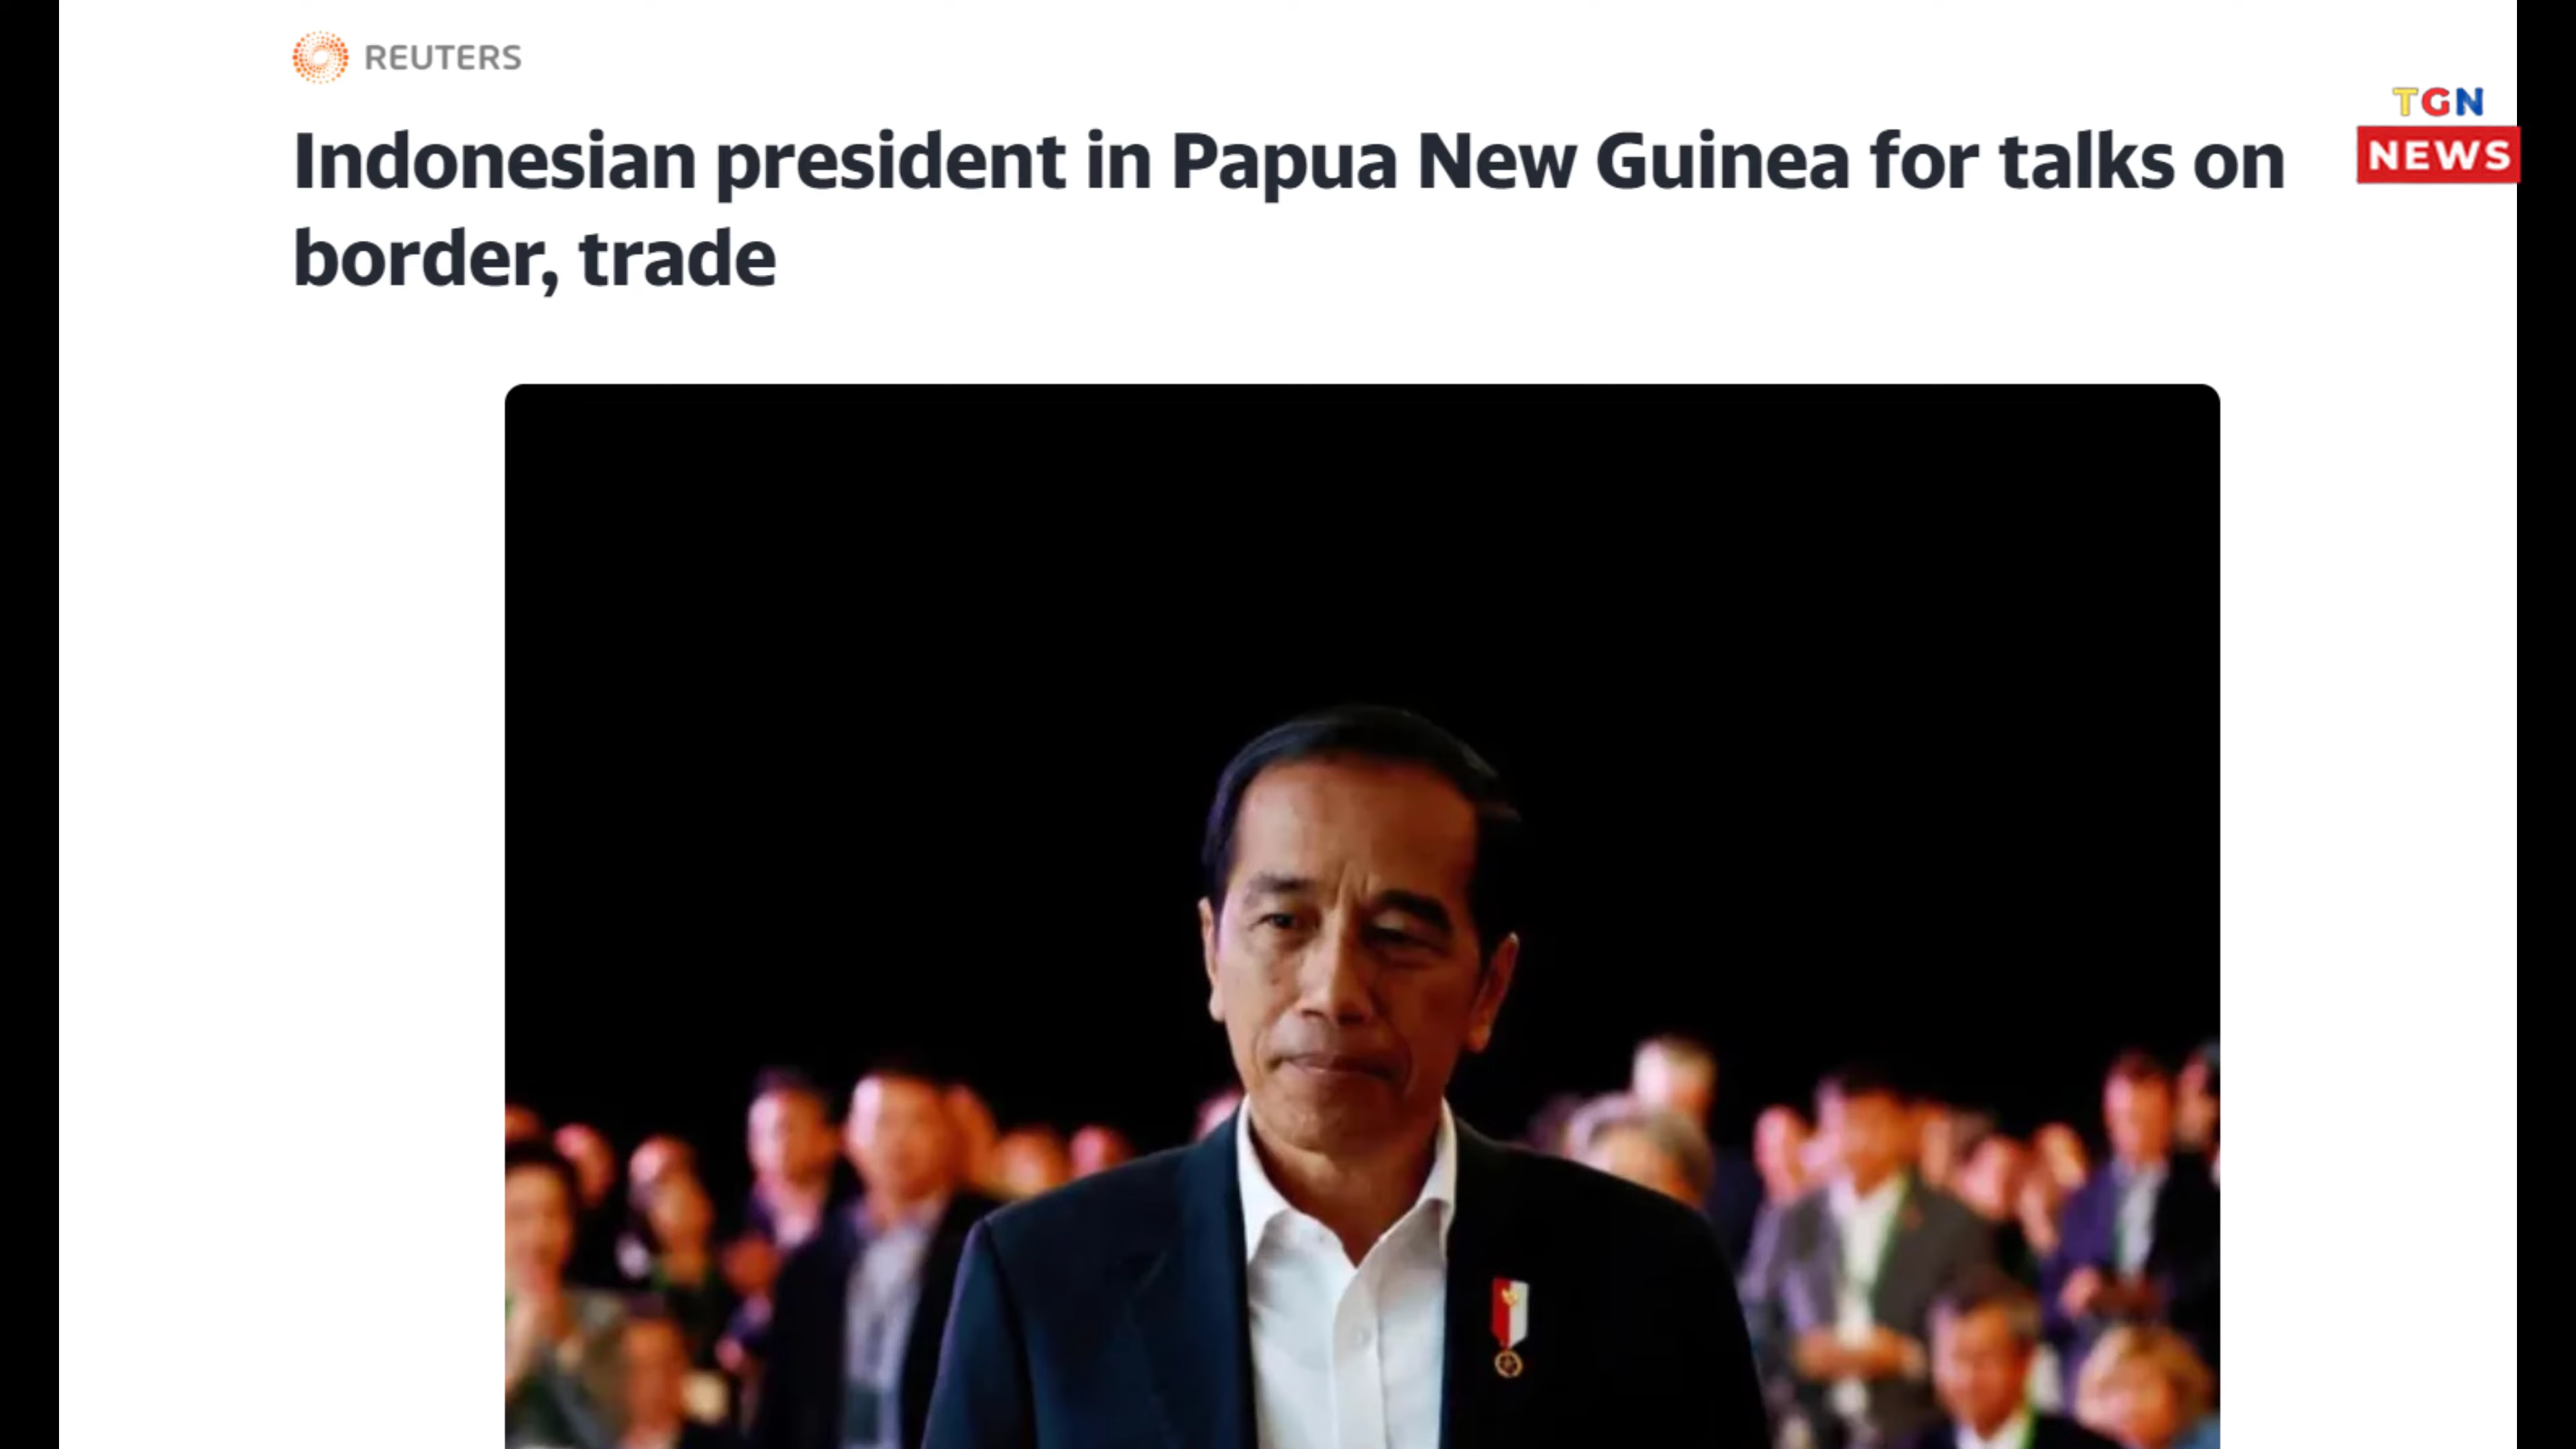 REUTERS
Indonesian president in Papua New Guinea for talks on
border, trade
TGN
NEWS